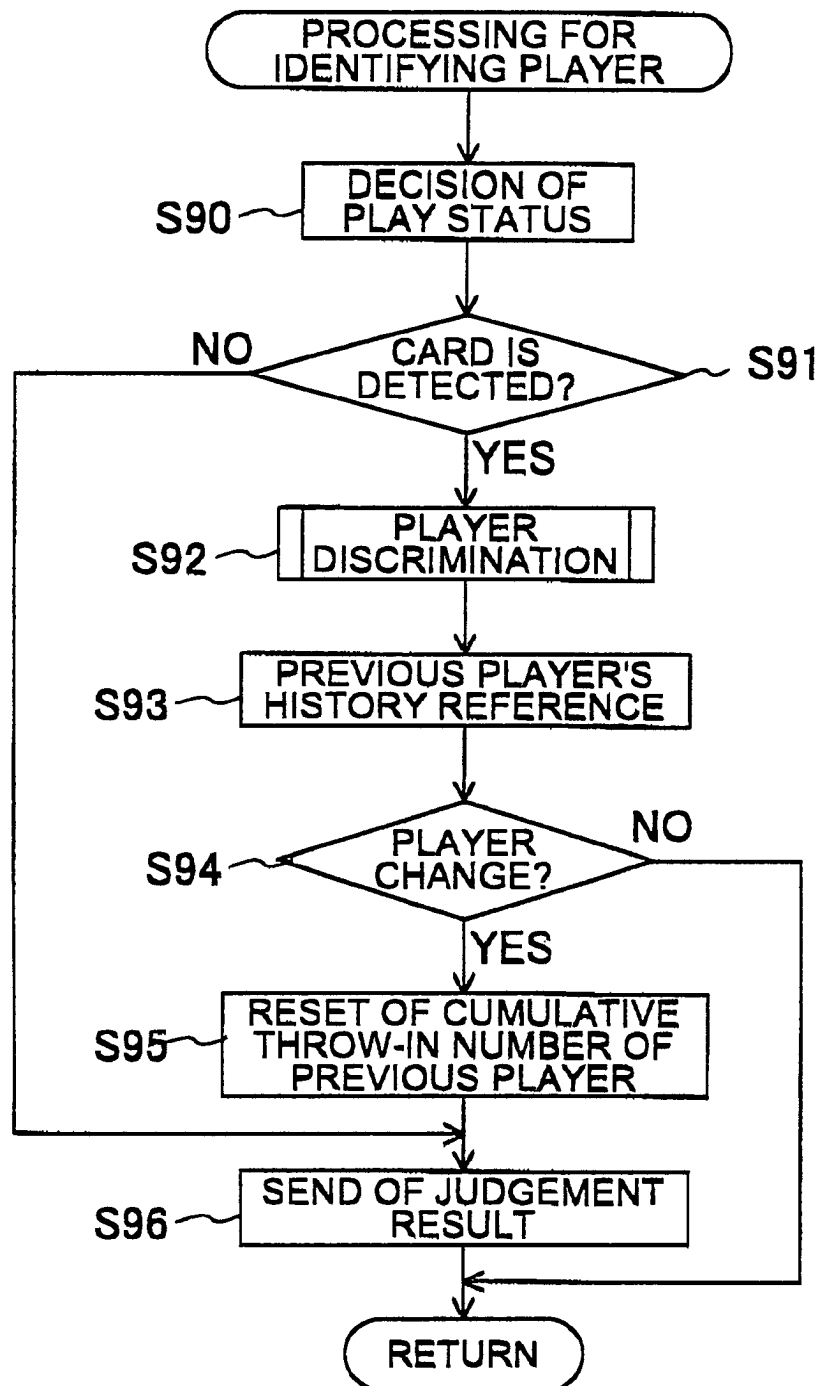 PROCESSING FOR
IDENTIFYING PLAYER
DECISION OF
PLAY STATUS
S90
NO
CARD IS
DETECTED?
S91
YES
PLAYER
DISCRIMINATION
S92
PREVIOUS PLAYER'S
HISTORY REFERENCE
S93
NO
PLAYER
CHANGE?
S94
YES
RESET OF CUMULATIVE
THROW-IN NUMBER OF
PREVIOUS PLAYER
S95
SEND OF JUDGEMENT
RESULT
S96
RETURN